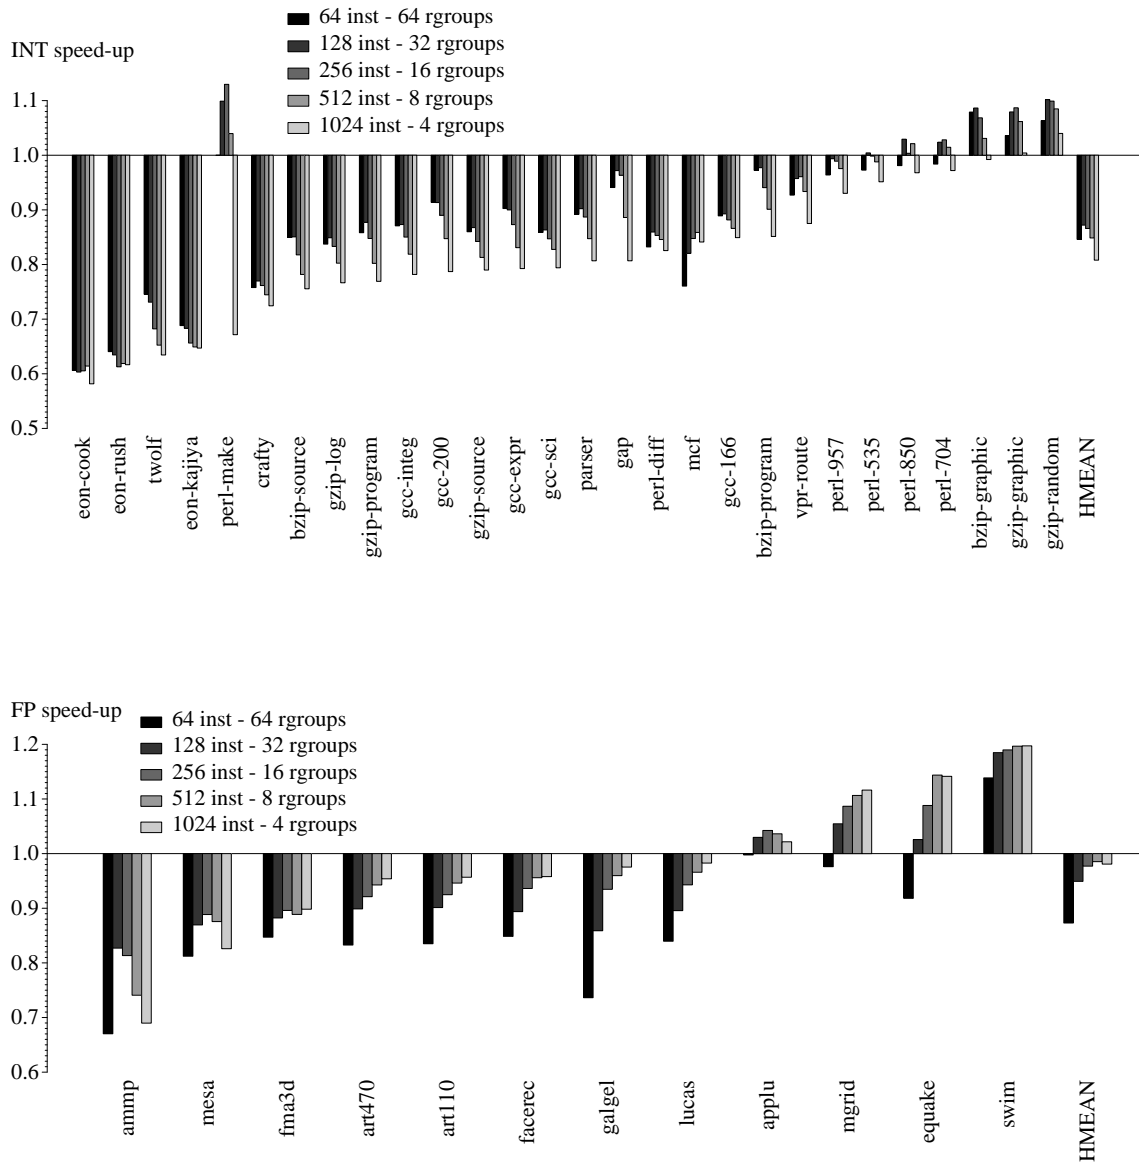 64 inst - 64 rgroups
INT speed-up
128 inst - 32 rgroups
256 inst - 16 rgroups
512 inst - 8 rgroups
1024 inst - 4 rgroups
1.1
1.0
0.9
0.8
0.7
0.6
0.5
eon-cook
eon-rush
twolf
eon-kajiya
perl-make
crafty
bzip-source
gzip-log
gzip-program
gcc-integ
gcc-200
gzip-source
gcc-expr
gcc-sci
parser
gap
perl-diff
mcf
gcc-166
bzip-program
vpr-route
perl-957
perl-535
perl-850
perl-704
bzip-graphic
gzip-graphic
gzip-random
HMEAN
FP speed-up
64 inst - 64 rgroups
128 inst - 32 rgroups
256 inst - 16 rgroups
512 inst - 8 rgroups
1024 inst - 4 rgroups
1.2
1.1
1.0
0.9
0.8
0.7
0.6
ammp
mesa
fma3d
art470
art110
facerec
galgel
lucas
applu
mgrid
equake
swim
HMEAN